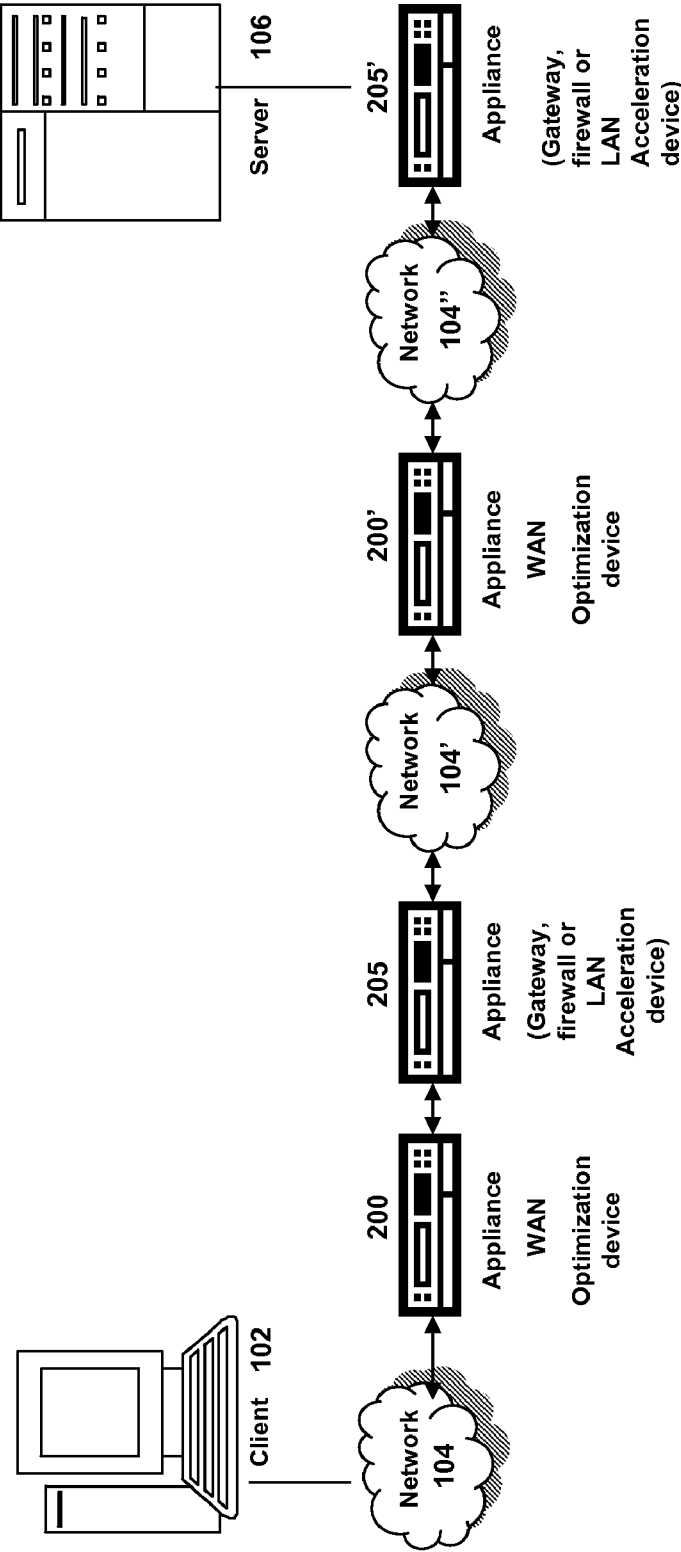 Client 102
Server 106
Network
104
200
Appliance
WAN
Optimization
device
205
Appliance
(Gateway,
firewall or
LAN
Acceleration
device)
Network
104’
200’
Appliance
WAN
Optimization
device
Network
104’’
205’
Appliance
(Gateway,
firewall or
LAN
Acceleration
device)